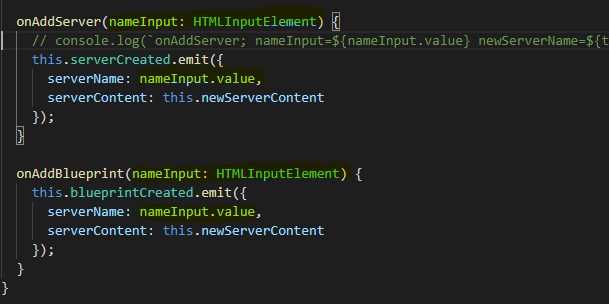 onAddServer(nameInput: HTMLInputElement) {
// console.log(`onAddServer; nameInput=${nameInput.value} newServerName=${t
this.serverCreated.emit({
serverName: nameInput.value,
serverContent: this.newServerContent
});
}
onAddBlueprint(nameInput: HTMLInputElement) {
this.blueprintCreated.emit({
serverName: nameInput.value,
serverContent: this.newServerContent
});
}
}